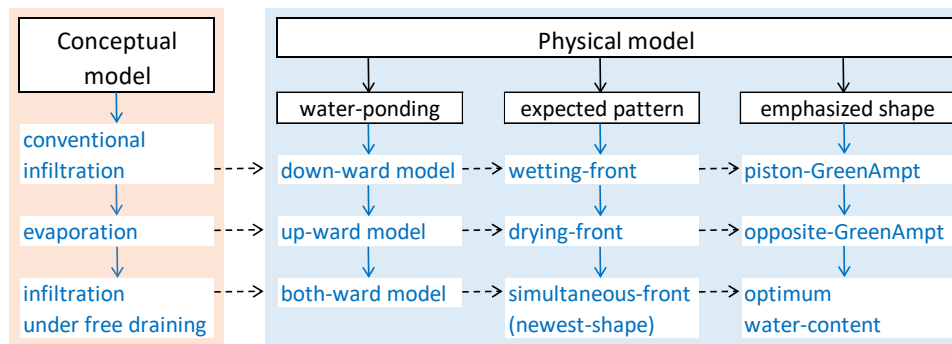 Conceptual
model
Physical model
water-ponding
expected pattern
emphasized shape
conventional
infiltration
down-ward model
wetting-front
piston-GreenAmpt
evaporation
up-ward model
drying-front
opposite-GreenAmpt
infiltration
under free draining
both-ward model
simultaneous-front
(newest-shape)
optimum
water-content